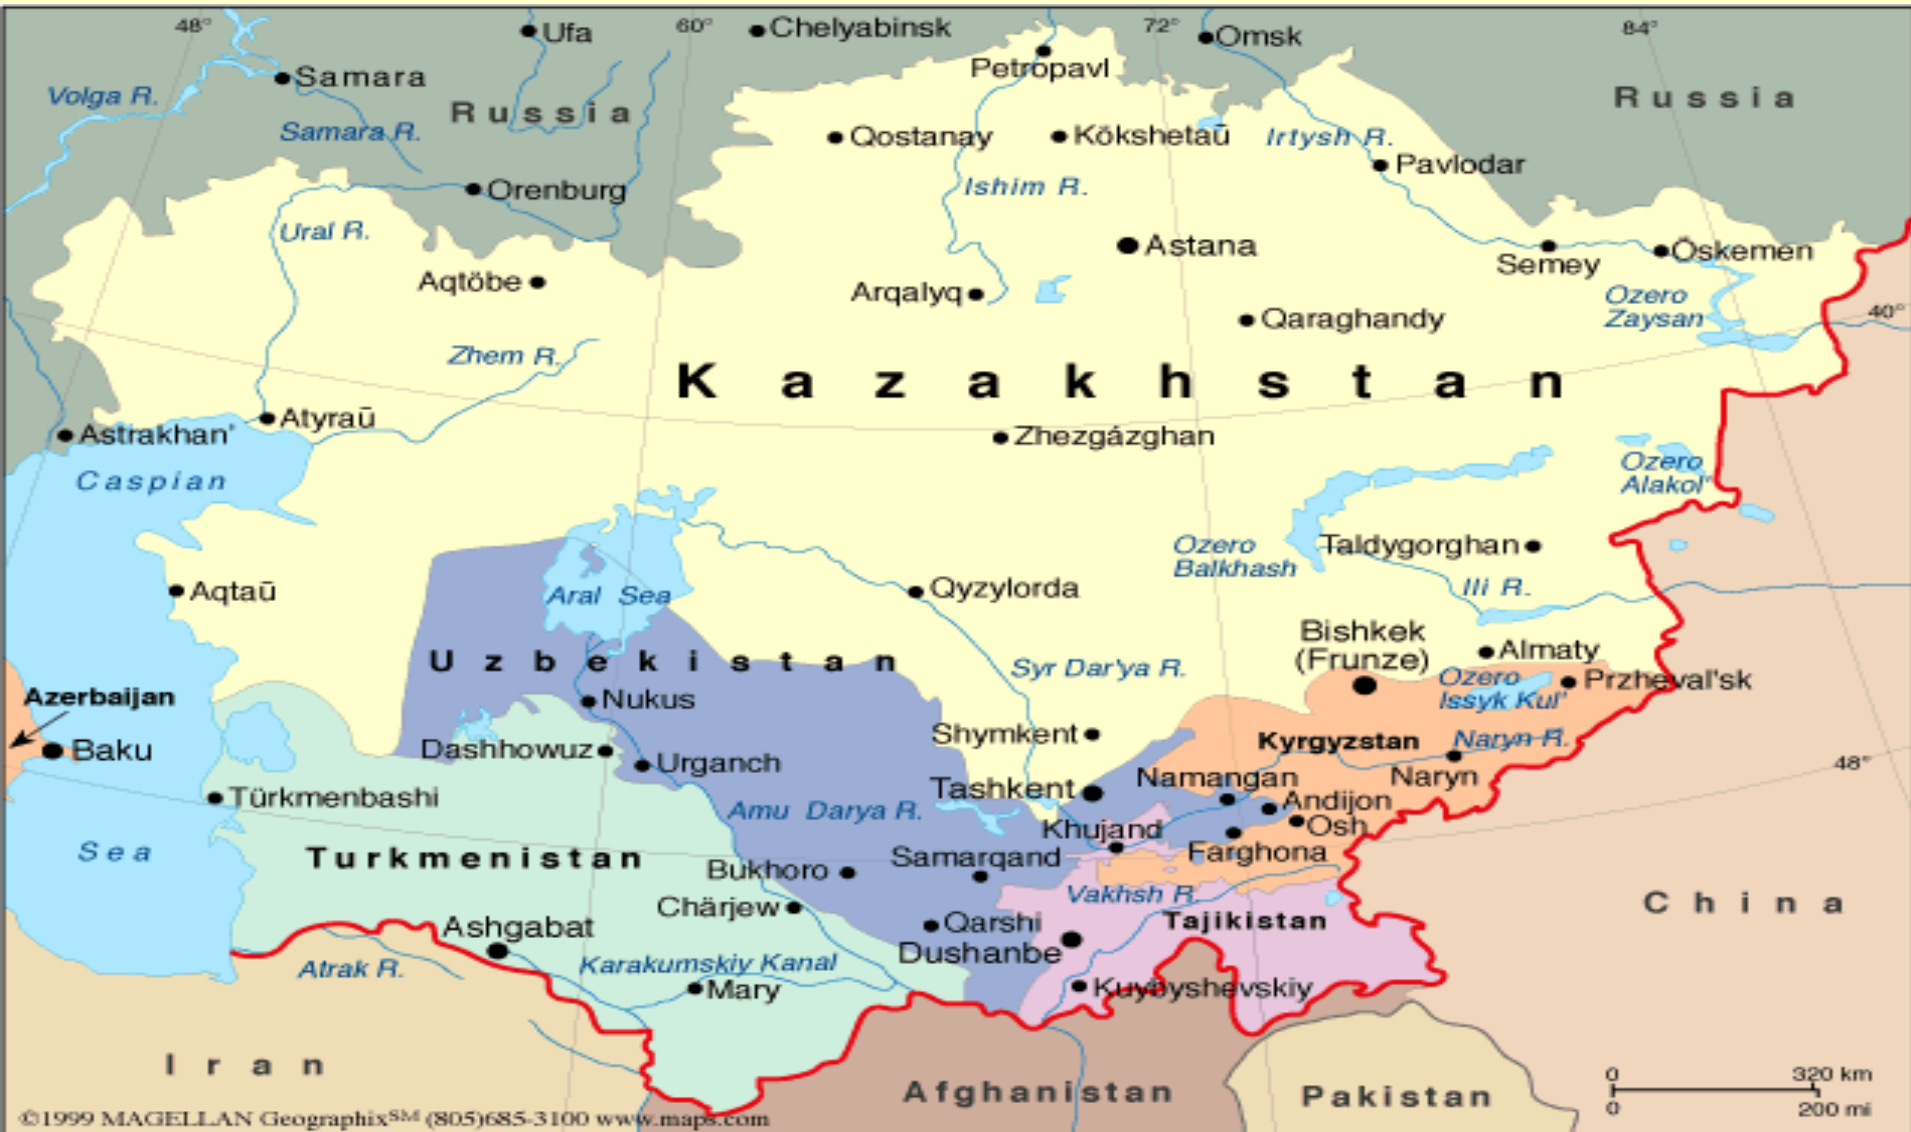 48°
60°
72°
84°
Ufa
Chelyabinsk
Omsk
Petropavl
Samara
Volga R.
Russia
Russia
Samara R.
Qostanay
Kökshetaū
Irtysh R.
Pavlodar
Orenburg
Ishim R.
Ural R.
Astana
Semey
Öskemen
Aqtöbe
Arqalyq
Ozero
Zaysan
40°
Qaraghandy
Zhem R.
Kazakhstan
Atyraū
Astrakhan'
Zhezgázghan
Caspian
Ozero
Alakol'
Ozero
Balkhash
Taldygorghan
Ili R.
Aqtaū
Aral Sea
Qyzylorda
Bishkek
(Frunze)
Almaty
Uzbekistan
Syr Dar'ya R.
Ozero
Issyk Kul'
Przheval'sk
Azerbaijan
Nukus
Baku
Dashhowuz
Urganch
Shymkent
Kyrgyzstan
Naryn R.
48°
Naryn
Türkmenbashi
Tashkent
Namangan
Andijon
Amu Darya R.
Osh
Khujand
Farghona
Sea
Turkmenistan
Samarqand
Bukhoro
Vakhsh R.
Chärjew
China
Ashgabat
Qarshi
Tajikistan
Dushanbe
Atrak R.
Karakumskiy Kanal
Mary
Kuybyshevskiy
Iran
Afghanistan
Pakistan
0 320 km
0 200 mi
©1999 MAGELLAN Geographix℠ (805)685-3100 www.maps.com